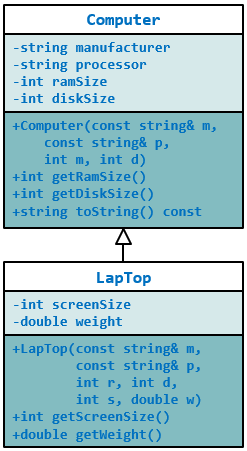 Computer
-string manufacturer
-string processor
-int ramSize
-int diskSize
+Computer(const string& m,
const string& p,
int m, int d)
+int getRamSize()
+int getDiskSize()
+string toString() const
LapTop
-int screenSize
-double weight
+LapTop(const string& m,
const string& p,
int r, int d,
int s, double w)
+int getScreenSize()
+double getWeight()